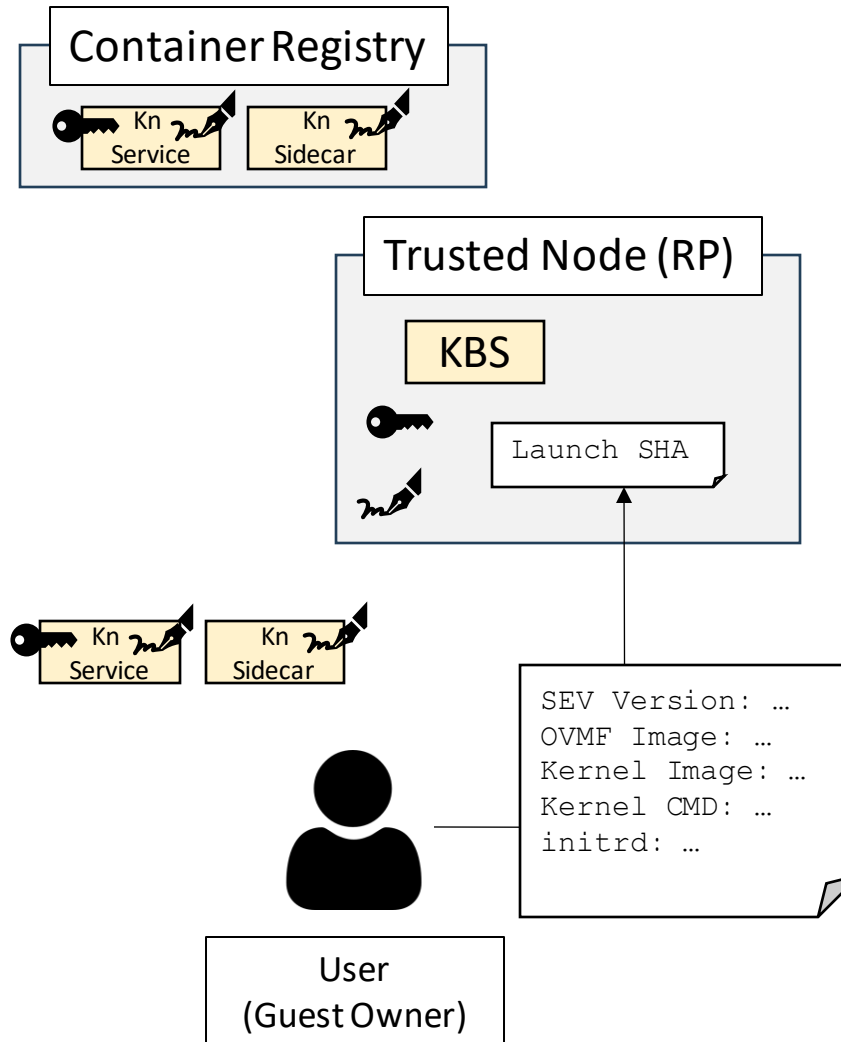 Container Registry
Kn
Service
Kn
Sidecar
Trusted Node (RP)
KBS
Launch SHA
Kn
Service
Kn
Sidecar
SEV Version: …
OVMF Image: …
Kernel Image: …
Kernel CMD: …
initrd: …
User
(Guest Owner)